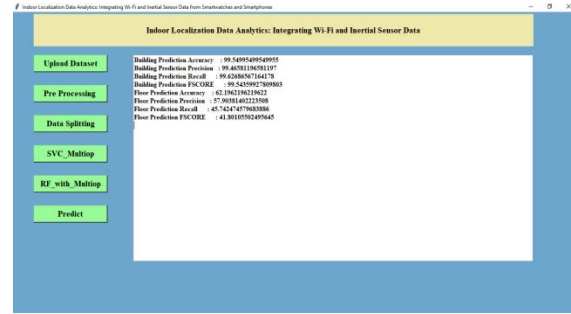 Indoor Localization Data Analytics: Integrating Wi-Fi and Inertial Sensor Data from Smartwatches and Smartphones
Indoor Localization Data Analytics: Integrating Wi-Fi and Inertial Sensor Data
Upload Dataset
Pre Processing
Data Splitting
SVC_Multiop
RF_with_Multiop
Predict
Building Prediction Accuracy : 99.54995499549955
Building Prediction Precision : 99.46581196581197
Building Prediction Recall : 99.62686567164178
Building Prediction FSCORE : 99.54359927809803
Floor Prediction Accuracy : 62.1962196219622
Floor Prediction Precision : 57.90381402223508
Floor Prediction Recall : 45.742474579683886
Floor Prediction FSCORE : 41.80105502495645